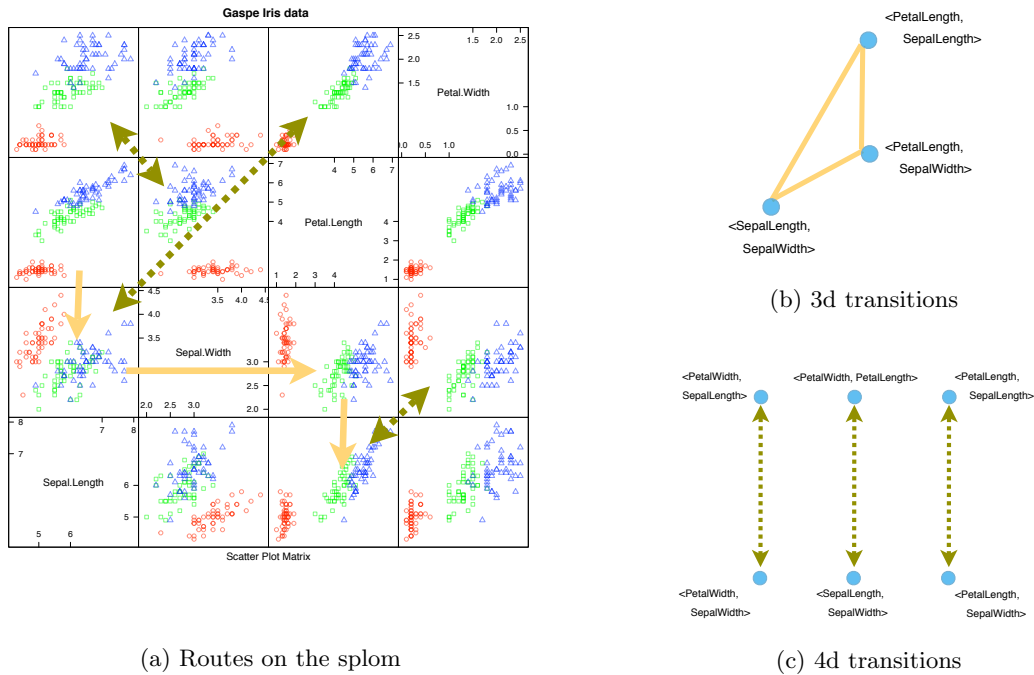 Gaspe Iris data
1.5 2.0 2.5
2.5
2.0
1.5
Petal.Width
1.0
0.5
0.0
0.0 0.5 1.0
7
6
5
4
4 5 6 7
Petal.Length
4
3
2
1
1 2 3 4
4.5
4.0
3.5
3.0
3.5 4.0 4.5
Sepal.Width
3.0
2.5
2.0
2.0 2.5 3.0
8
7
7 8
Sepal.Length
6
5
5 6
Scatter Plot Matrix
(a) Routes on the splom
<PetalLength,
SepalLength>
<PetalLength,
SepalWidth>
<SepalLength,
SepalWidth>
(b) 3d transitions
<PetalWidth,
SepalLength>
<PetalWidth, PetalLength>
<PetalLength,
SepalLength>
<PetalWidth,
SepalWidth>
<SepalLength,
SepalWidth>
<PetalLength,
SepalWidth>
(c) 4d transitions